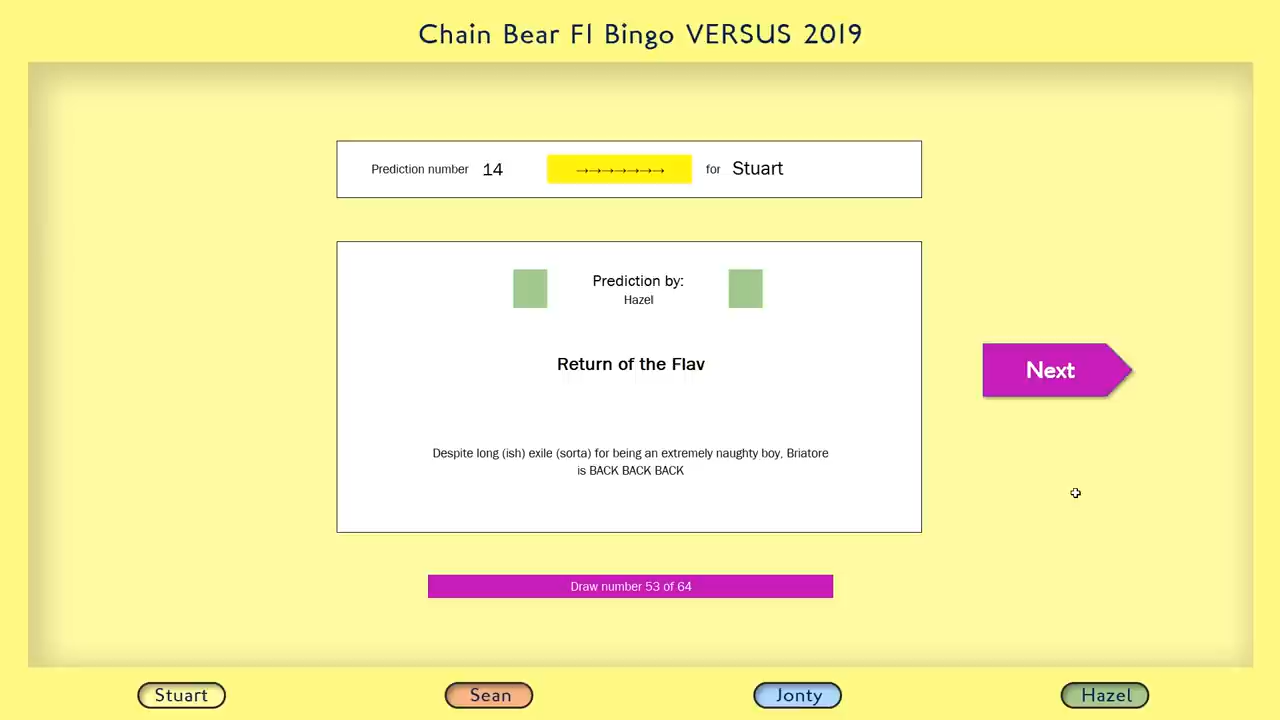 Chain Bear F1 Bingo VERSUS 2019
Prediction number 14 →→→→→→→ for Stuart
Prediction by:
Hazel
Return of the Flav
Despite long (ish) exile (sorta) for being an extremely naughty boy, Briatore
is BACK BACK BACK
Next
Draw number 53 of 64
Stuart Sean Jonty Hazel